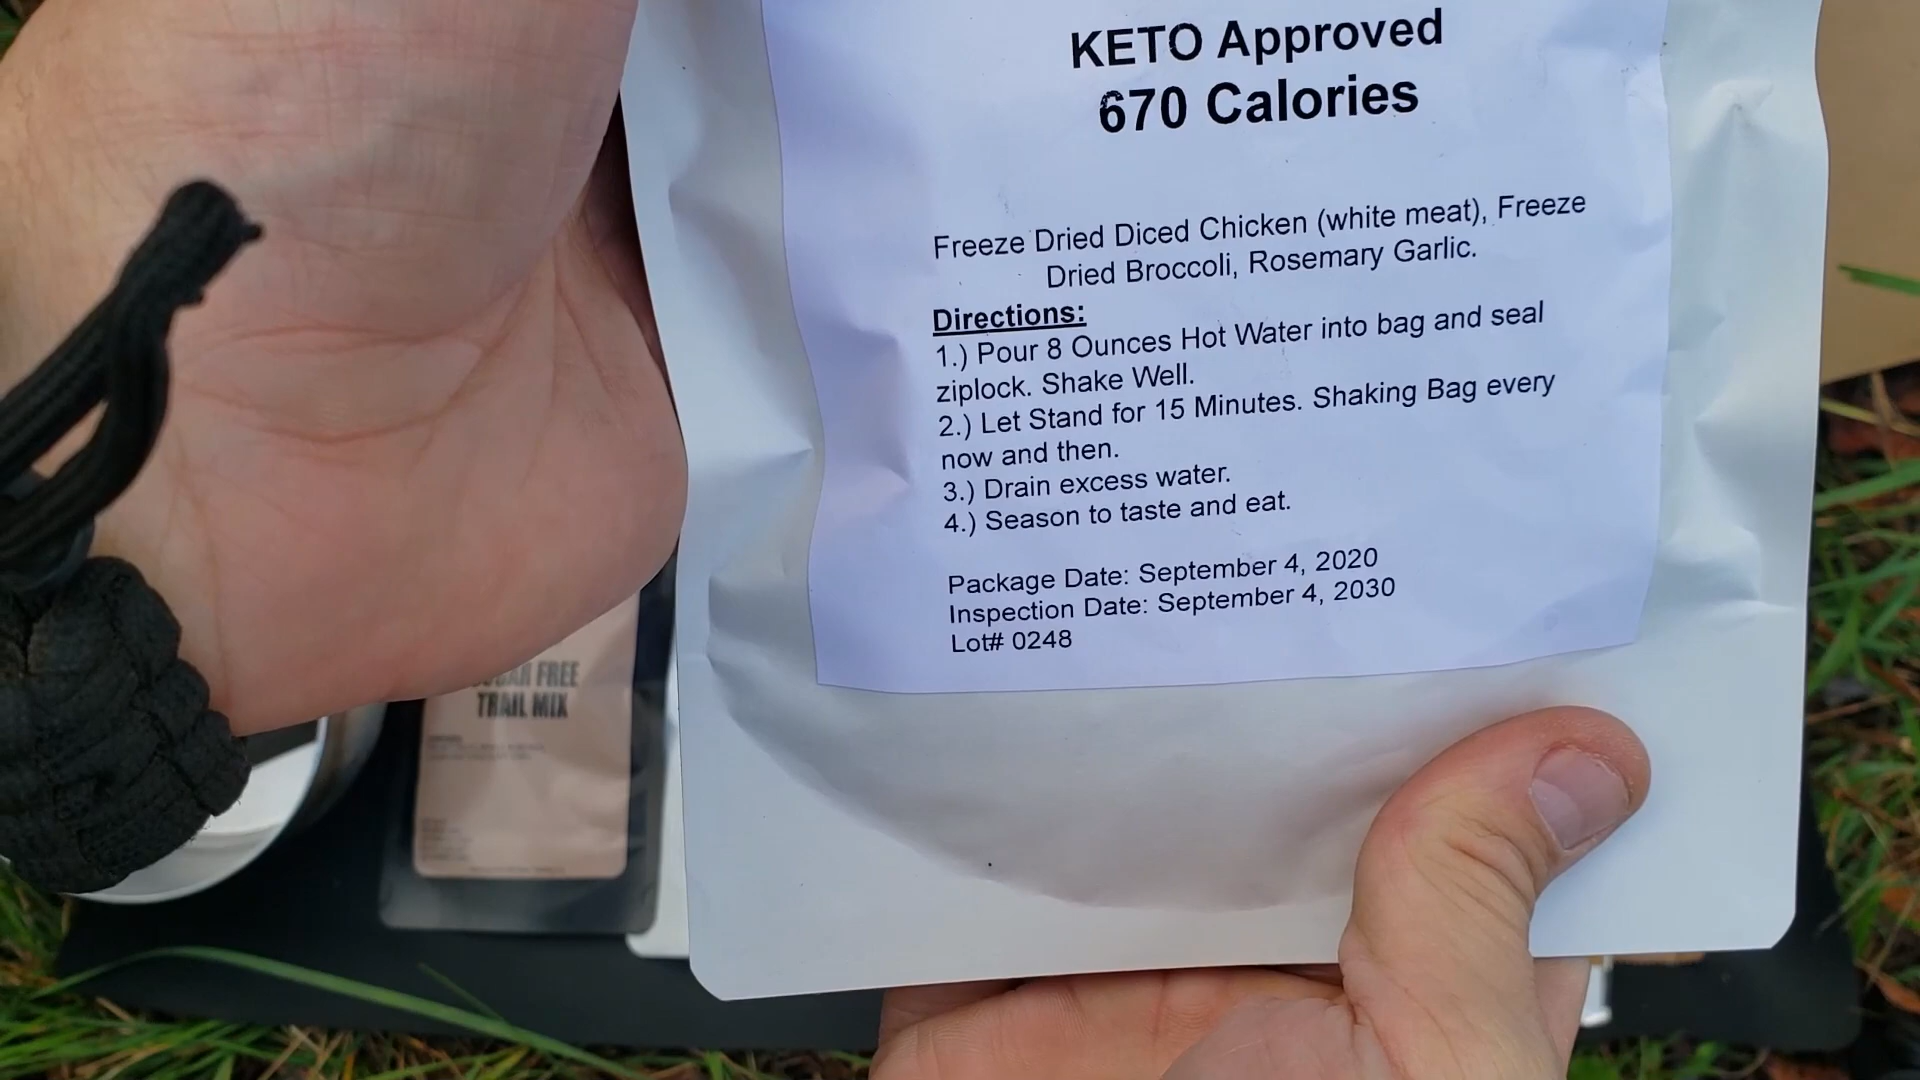 KETO Approved
670 Calories
Freeze Dried Diced Chicken (white meat), Freeze
Dried Broccoli, Rosemary Garlic.
Directions:
1.) Pour 8 Ounces Hot Water into bag and seal
ziplock. Shake Well.
2.) Let Stand for 15 Minutes. Shaking Bag every
now and then.
3.) Drain excess water.
4.) Season to taste and eat.
Package Date: September 4, 2020
Inspection Date: September 4, 2030
Lot# 0248
FREE
TRAIL MIX